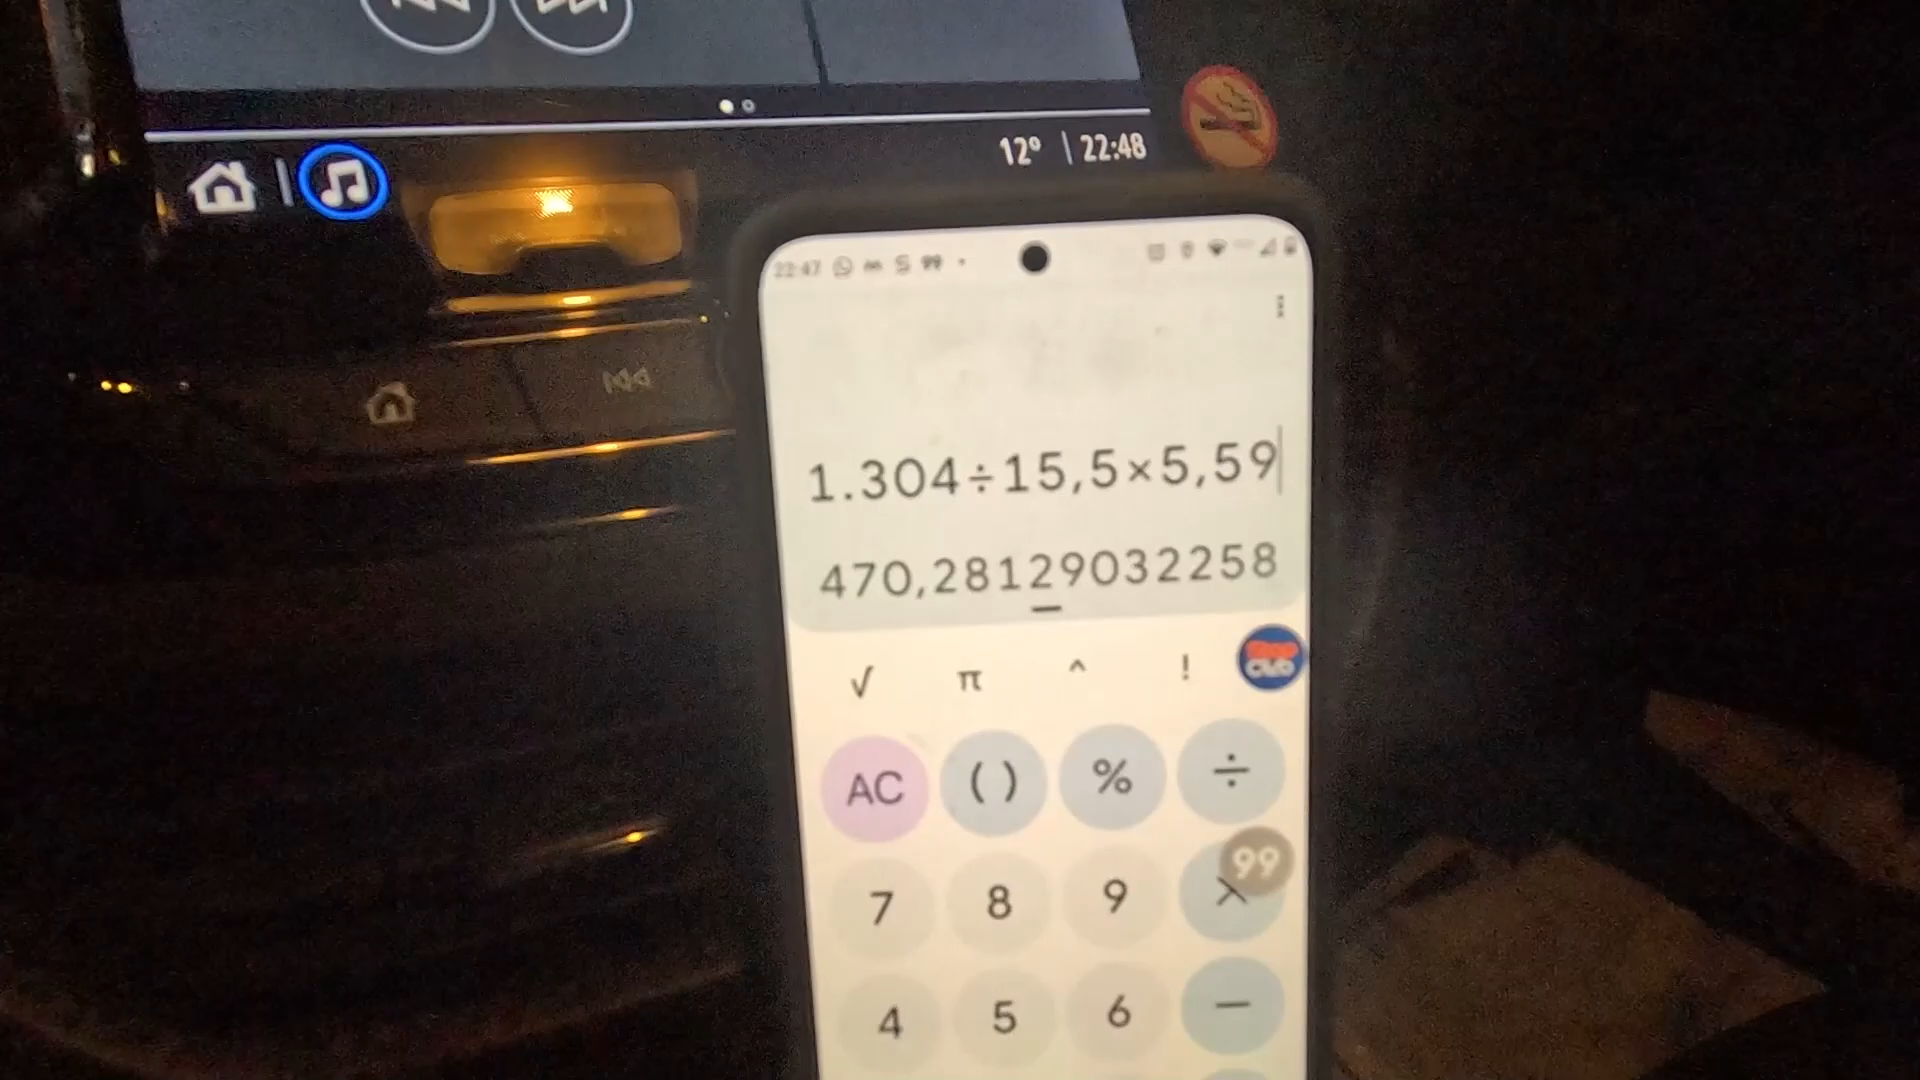 12° | 22:48
22:47
1.304÷15,5×5,59
470,28129032258
√ π ^ !
AC ( ) % ÷
99
7 8 9 ×
4 5 6 −